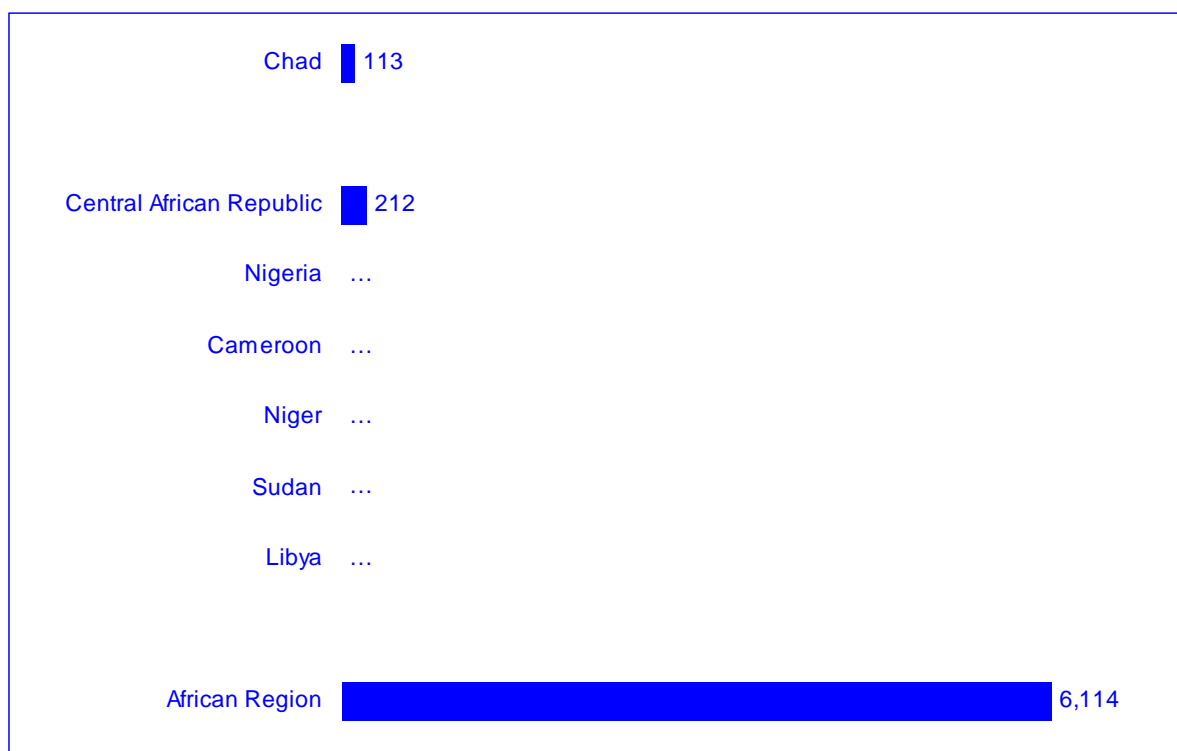 Chad 113
Central African Republic 212
Nigeria …
Cameroon …
Niger …
Sudan …
Libya …
African Region 6,114